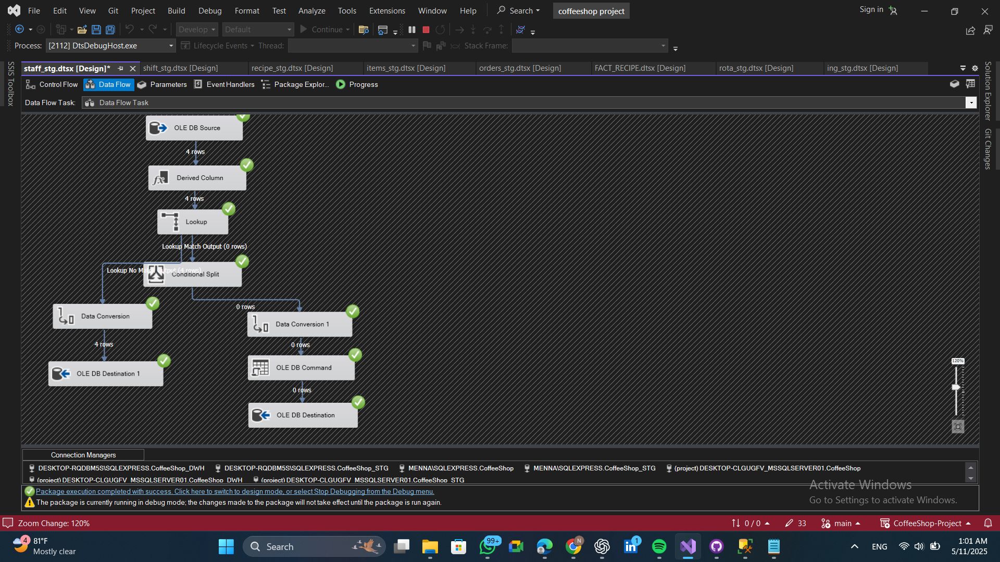 File Edit View Git Project Build Debug Format Test Analyze Tools Extensions Window Help Search coffeeshop project Sign in
Develop Default Continue
Process: [2112] DtsDebugHost.exe Lifecycle Events Thread: Stack Frame:
SSIS Toolbox
staff_stg.dtsx [Design]* shift_stg.dtsx [Design] recipe_stg.dtsx [Design] items_stg.dtsx [Design] orders_stg.dtsx [Design] FACT_RECIPE.dtsx [Design] rota_stg.dtsx [Design] ing_stg.dtsx [Design]
Solution Explorer
Git Changes
Control Flow Data Flow Parameters Event Handlers Package Explor... Progress
Data Flow Task: Data Flow Task
OLE DB Source
4 rows
Derived Column
4 rows
Lookup
Lookup Match Output (0 rows)
Lookup No Match Output (4 rows)
Conditional Split
0 rows
Data Conversion
Data Conversion 1
4 rows
0 rows
OLE DB Destination 1
OLE DB Command
0 rows
OLE DB Destination
120%
Connection Managers
DESKTOP-RQDBM5S\SQLEXPRESS.CoffeeShop_DWH DESKTOP-RQDBM5S\SQLEXPRESS.CoffeeShop_STG MENNA\SQLEXPRESS.CoffeeShop MENNA\SQLEXPRESS.CoffeeShop_STG (project) DESKTOP-CLGUGFV_MSSQLSERVER01.CoffeeShop
(project) DESKTOP-CLGUGFV_MSSQLSERVER01.CoffeeShop_DWH (project) DESKTOP-CLGUGFV_MSSQLSERVER01.CoffeeShop_STG
Package execution completed with success. Click here to switch to design mode, or select Stop Debugging from the Debug menu.
The package is currently running in debug mode; the changes made to the package will not take effect until the package is run again.
Activate Windows
Go to Settings to activate Windows.
Zoom Change: 120% 0 / 0 33 main CoffeeShop-Project
4 81°F
Mostly clear
Search
99+
N
1
ENG
1:01 AM
5/11/2025